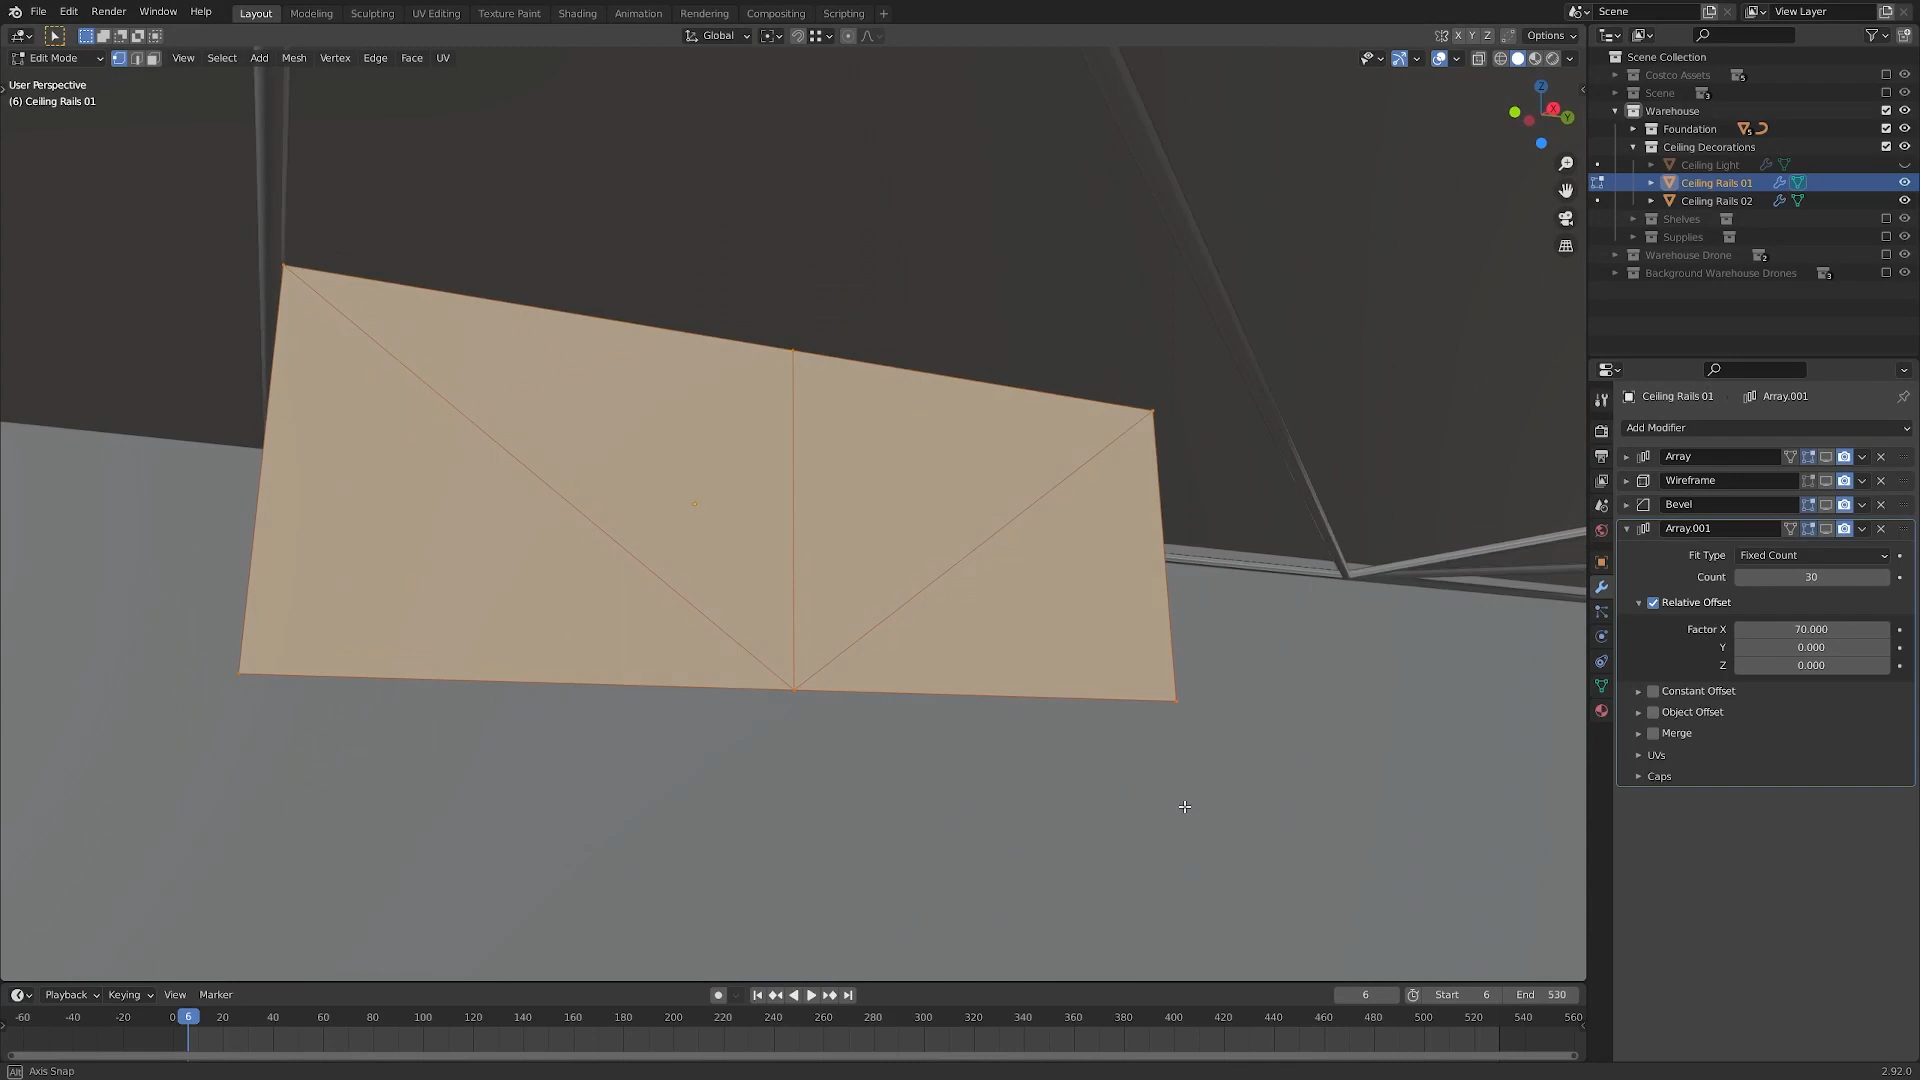 File Edit Render Window Help Layout Modeling Sculpting UV Editing Texture Paint Shading Animation Rendering Compositing Scripting + Scene View Layer
Global X Y Z Options
Edit Mode View Select Add Mesh Vertex Edge Face UV
User Perspective
(6) Ceiling Rails 01
Z
X
Y
Scene Collection
Costco Assets 5
Scene 3
Warehouse
Foundation 5
Ceiling Decorations
Ceiling Light
Ceiling Rails 01
Ceiling Rails 02
Shelves
Supplies
Warehouse Drone 2
Background Warehouse Drones 3
Ceiling Rails 01 Array.001
Add Modifier
Array
Wireframe
Bevel
Array.001
Fit Type Fixed Count
Count 30
Relative Offset
Factor X 70.000
Y 0.000
Z 0.000
Constant Offset
Object Offset
Merge
UVs
Caps
Playback Keying View Marker 6 Start 6 End 530
-60 -40 -20 0 6 20 40 60 80 100 120 140 160 180 200 220 240 260 280 300 320 340 360 380 400 420 440 460 480 500 520 540 560
Alt Axis Snap 2.92.0